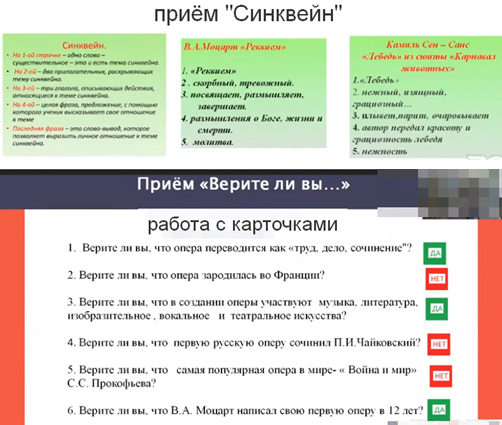 приём "Синквейн"
Синквейн.
• На 1-ой строчке – одно слово –
существительное – это и есть тема синквейна.
• На 2-ой – два прилагательных, раскрывающих
тему синквейна.
• На 3-ей – три глагола, описывающих действия,
относящиеся к теме синквейна.
• На 4-ой – целая фраза, предложение, с помощью
которого ученик высказывает свое отношение
к теме
• Последняя фраза – это слово-вывод, которое
позволяет выразить личное отношение к теме
синквейна.
В.А.Моцарт «Реквием»
1. «Реквием»
2 . скорбный, тревожный.
3. посвящает, размышляет,
завершает.
4. размышления о Боге, жизни и
смерти.
5. молитва.
Камиль Сен – Санс
«Лебедь» из сюиты «Карнавал
животных»
1.«Лебедь»
2. нежный, изящный,
грациозный…
3. плывет,парит, очаровывает
4. автор передал красоту и
грациозность лебедя
5. нежность
Приём «Верите ли вы…»
работа с карточками
1. Верите ли вы, что опера переводится как «труд, дело, сочинение"? ДА
2. Верите ли вы, что опера зародилась во Франции? НЕТ
3. Верите ли вы, что в создании оперы участвуют музыка, литература, ДА
изобразительное , вокальное и театральное искусства?
4. Верите ли вы, что первую русскую оперу сочинил П.И.Чайковский? НЕТ
5. Верите ли вы, что самая популярная опера в мире- « Война и мир» НЕТ
С.С. Прокофьева?
6. Верите ли вы, что В.А. Моцарт написал свою первую оперу в 12 лет? ДА